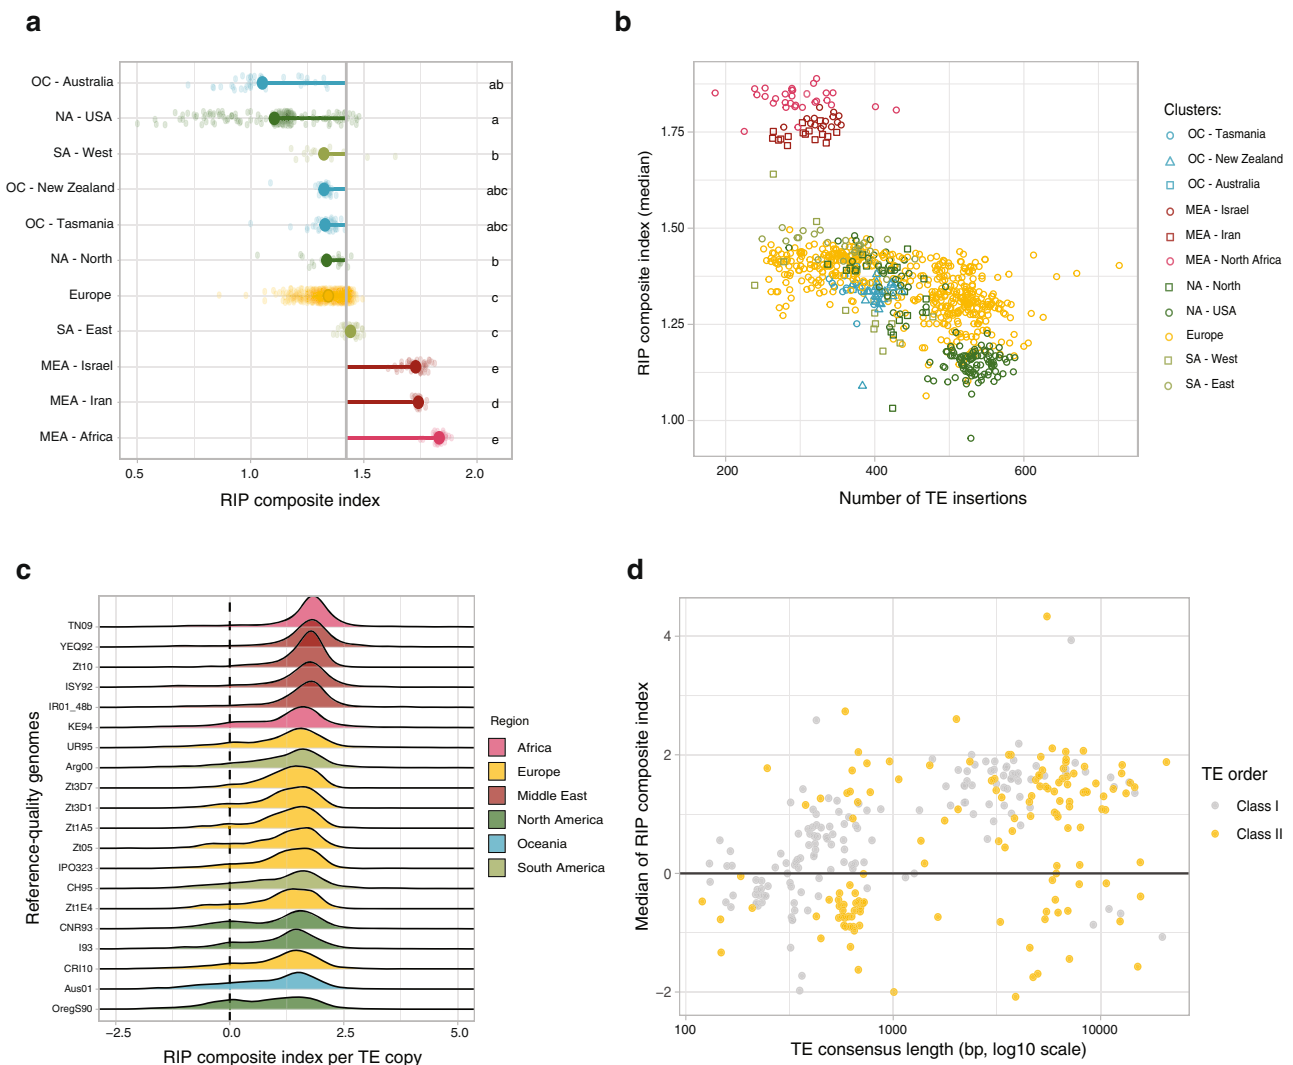 a
OC - Australia
NA - USA
SA - West
OC - New Zealand
OC - Tasmania
NA - North
Europe
SA - East
MEA - Israel
MEA - Iran
MEA - Africa
ab
a
b
abc
abc
b
c
c
e
d
e
0.5
1.0
1.5
2.0
RIP composite index
b
RIP composite index (median)
1.75
1.50
1.25
1.00
200
400
600
Number of TE insertions
Clusters:
OC - Tasmania
OC - New Zealand
OC - Australia
MEA - Israel
MEA - Iran
MEA - North Africa
NA - North
NA - USA
Europe
SA - West
SA - East
c
Reference-quality genomes
TN09
YEQ92
Zt10
ISY92
IR01_48b
KE94
UR95
Arg00
Zt3D7
Zt3D1
Zt1A5
Zt05
IPO323
CH95
Zt1E4
CNR93
I93
CRI10
Aus01
OregS90
−2.5
0.0
2.5
5.0
RIP composite index per TE copy
Region
Africa
Europe
Middle East
North America
Oceania
South America
d
Median of RIP composite index
4
2
0
−2
100
1000
10000
TE consensus length (bp, log10 scale)
TE order
Class I
Class II